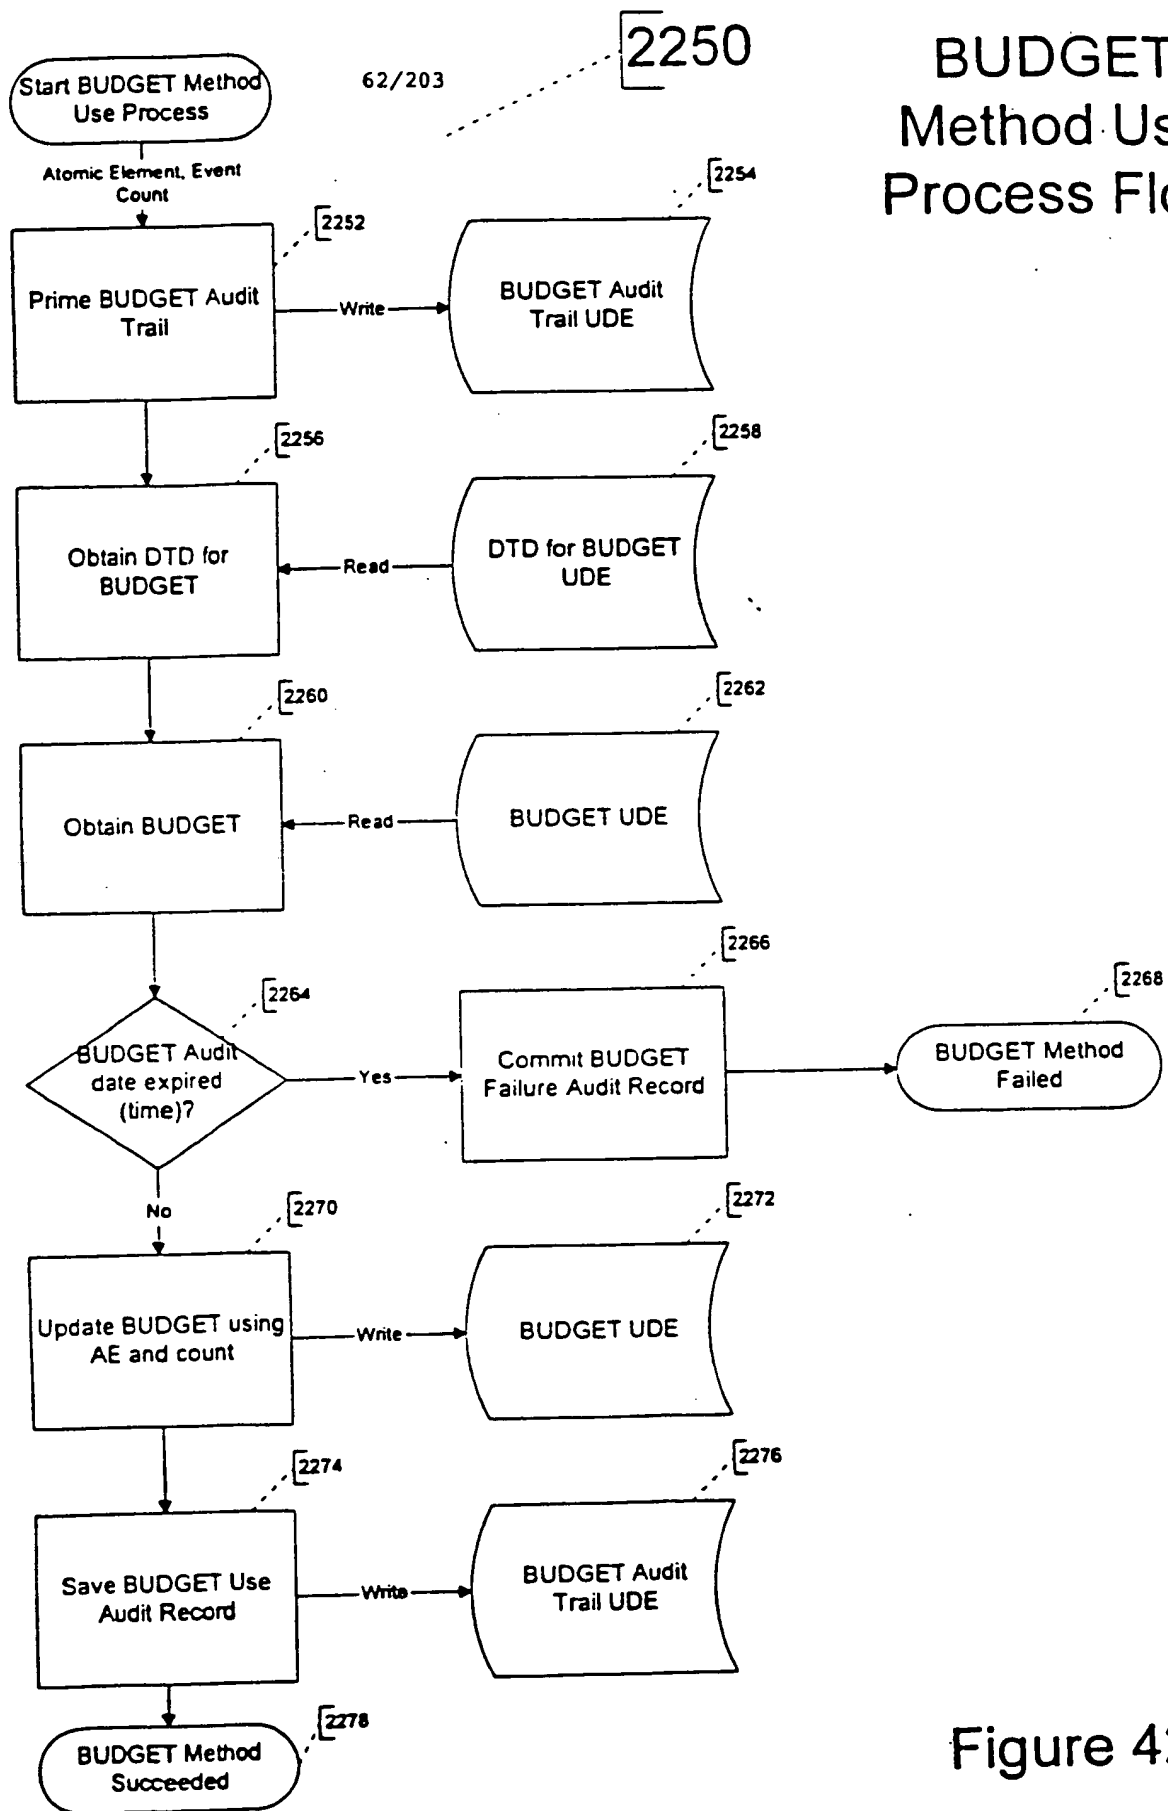 Start BUDGET Method
Use Process
62/203
2250
BUDGET
Method Us
Process Flo
Atomic Element, Event
Count
2252
2254
Prime BUDGET Audit
Trail
Write
BUDGET Audit
Trail UDE
2256
2258
Obtain DTD for
BUDGET
Read
DTD for BUDGET
UDE
2260
2262
Obtain BUDGET
Read
BUDGET UDE
2264
2266
2268
BUDGET Audit
date expired
(time)?
Yes
Commit BUDGET
Failure Audit Record
BUDGET Method
Failed
No
2270
2272
Update BUDGET using
AE and count
Write
BUDGET UDE
2274
2276
Save BUDGET Use
Audit Record
Write
BUDGET Audit
Trail UDE
2278
BUDGET Method
Succeeded
Figure 4